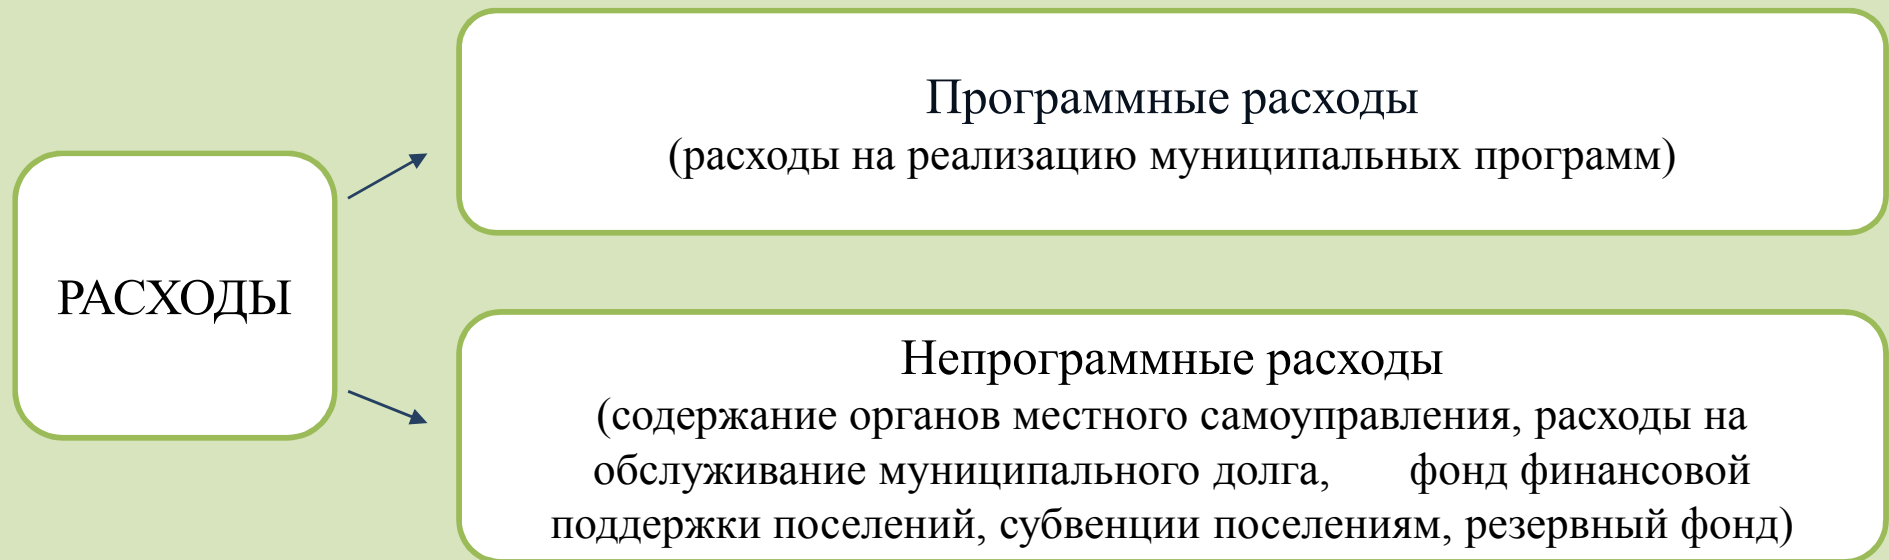 РАСХОДЫ
Программные расходы
(расходы на реализацию муниципальных программ)
Непрограммные расходы
(содержание органов местного самоуправления, расходы на
обслуживание муниципального долга, фонд финансовой
поддержки поселений, субвенции поселениям, резервный фонд)